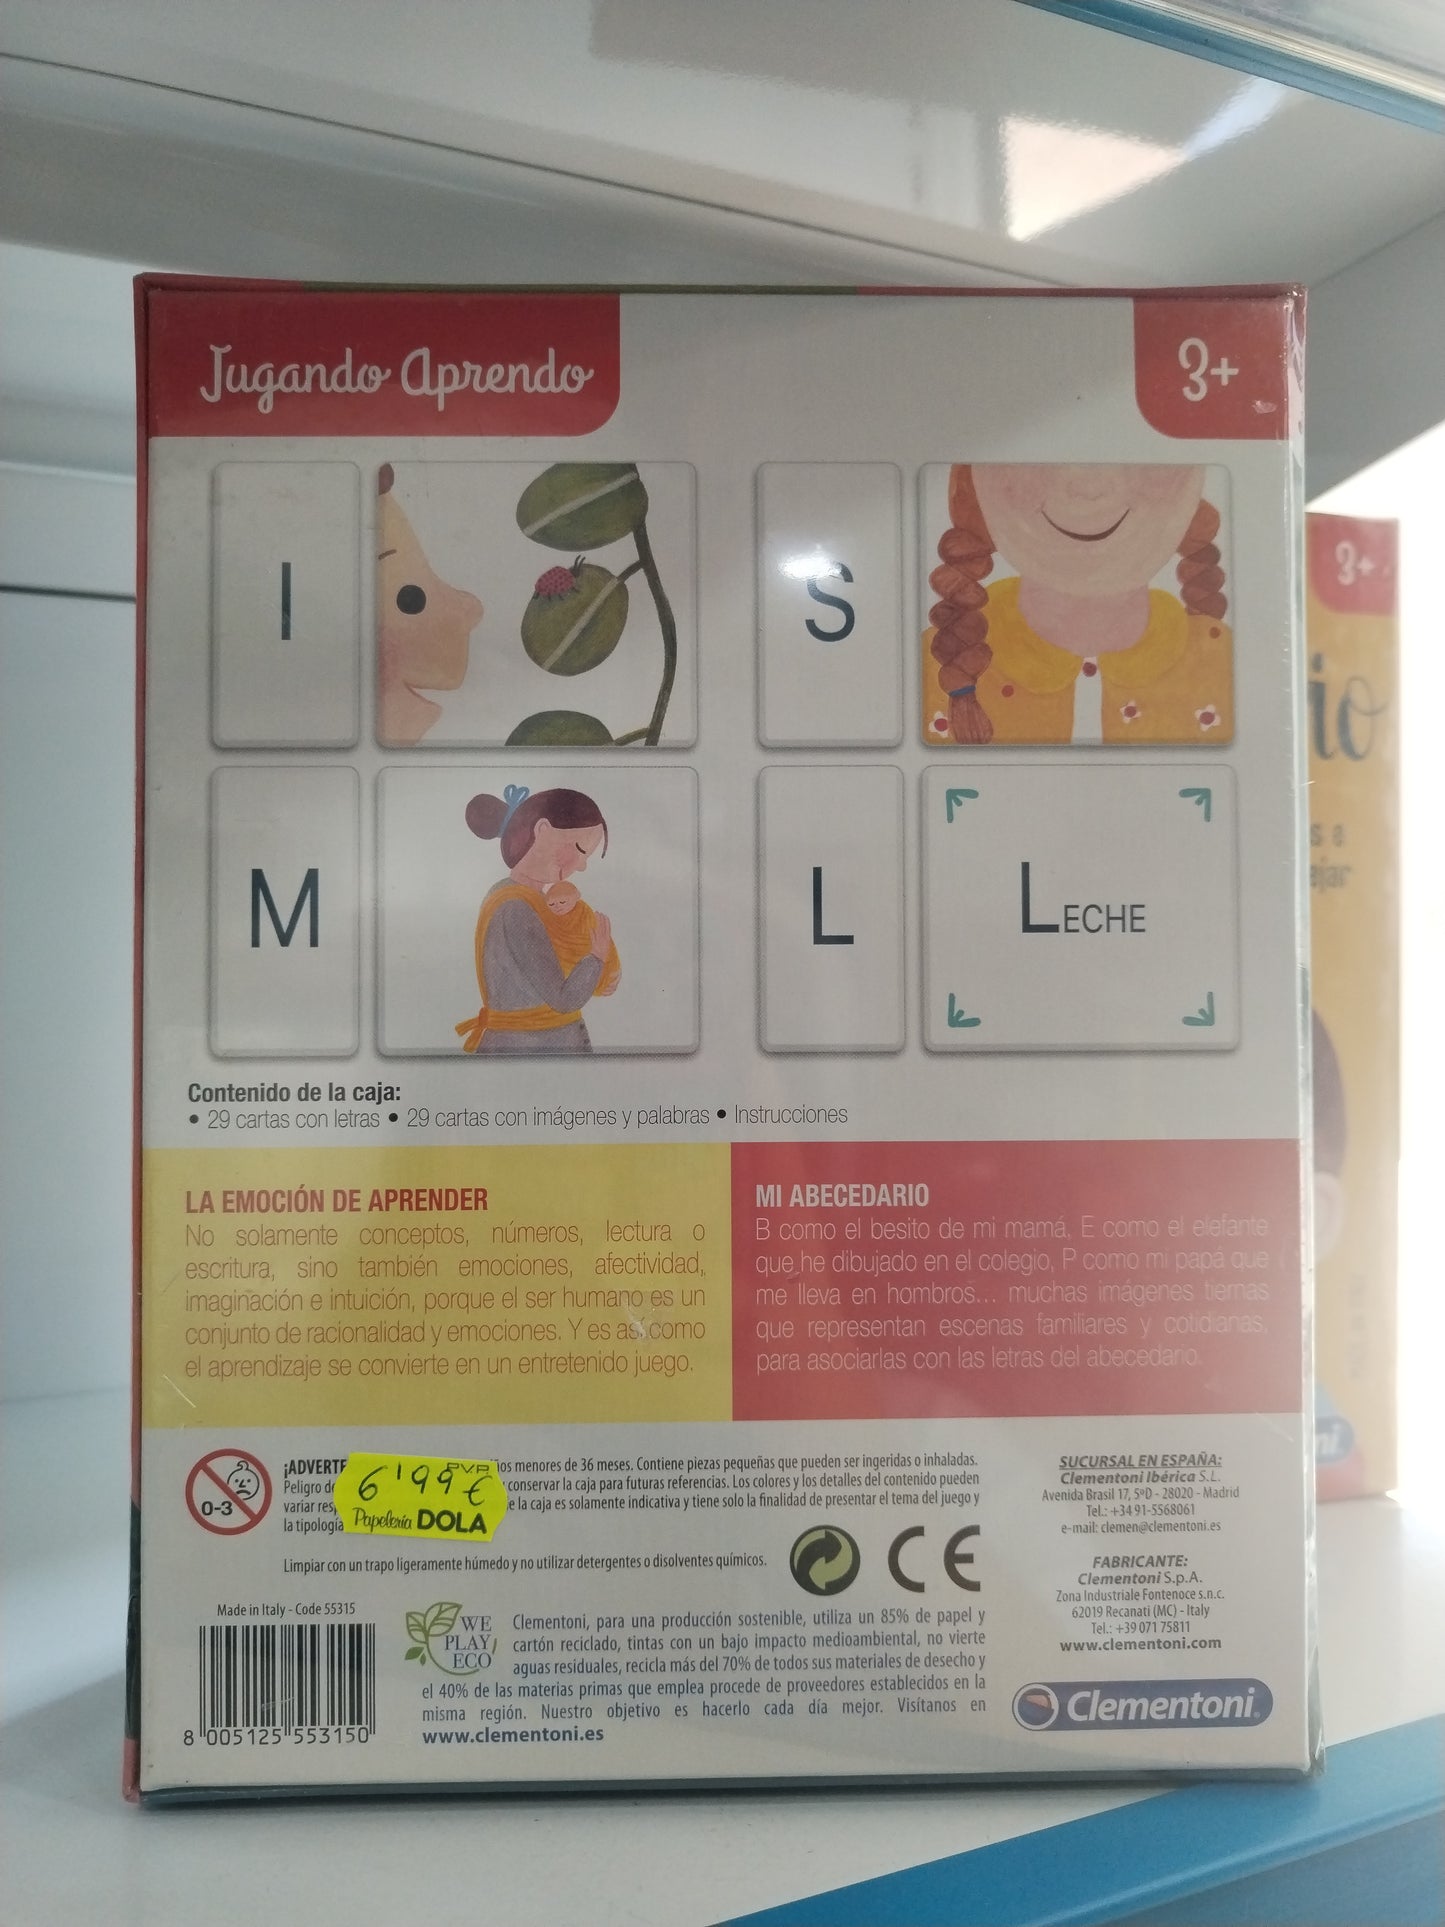 Jugando Aprendo
3+
I
S
M
L
LECHE
Contenido de la caja:
• 29 cartas con letras • 29 cartas con imágenes y palabras • Instrucciones
LA EMOCIÓN DE APRENDER
No solamente conceptos, números, lectura o
escritura, sino también emociones, afectividad,
imaginación e intuición, porque el ser humano es un
conjunto de racionalidad y emociones. Y es así como
el aprendizaje se convierte en un entretenido juego.
MI ABECEDARIO
B como el besito de mi mamá, E como el elefante
que he dibujado en el colegio, P como mi papá que
me lleva en hombros... muchas imágenes tiernas
que representan escenas familiares y cotidianas,
para asociarlas con las letras del abecedario.
0-3
¡ADVERTE
menores de 36 meses. Contiene piezas pequeñas que pueden ser ingeridas o inhaladas.
Peligro
conservar la caja para futuras referencias. Los colores y los detalles del contenido pueden
variar
la caja es solamente indicativa y tiene solo la finalidad de presentar el tema del juego y
la tipología
P.V.P.
6'99 €
Papelería DOLA
Limpiar con un trapo ligeramente húmedo y no utilizar detergentes o disolventes químicos.
CE
Made in Italy - Code 55315
8 005125 553150
WE
PLAY
ECO
Clementoni, para una producción sostenible, utiliza un 85% de papel y
cartón reciclado, tintas con un bajo impacto medioambiental, no vierte
aguas residuales, recicla más del 70% de todos sus materiales de desecho y
el 40% de las materias primas que emplea procede de proveedores establecidos en la
misma región. Nuestro objetivo es hacerlo cada día mejor. Visítanos en
www.clementoni.es
SUCURSAL EN ESPAÑA:
Clementoni Ibérica S.L.
Avenida Brasil 17, 5ºD - 28020 - Madrid
Tel.: +34 91-5568061
e-mail: clemen@clementoni.es
FABRICANTE:
Clementoni S.p.A.
Zona Industriale Fontenoce s.n.c.
62019 Recanati (MC) - Italy
Tel.: +39 071 75811
www.clementoni.com
Clementoni
3+
io
s e
ejar
ni